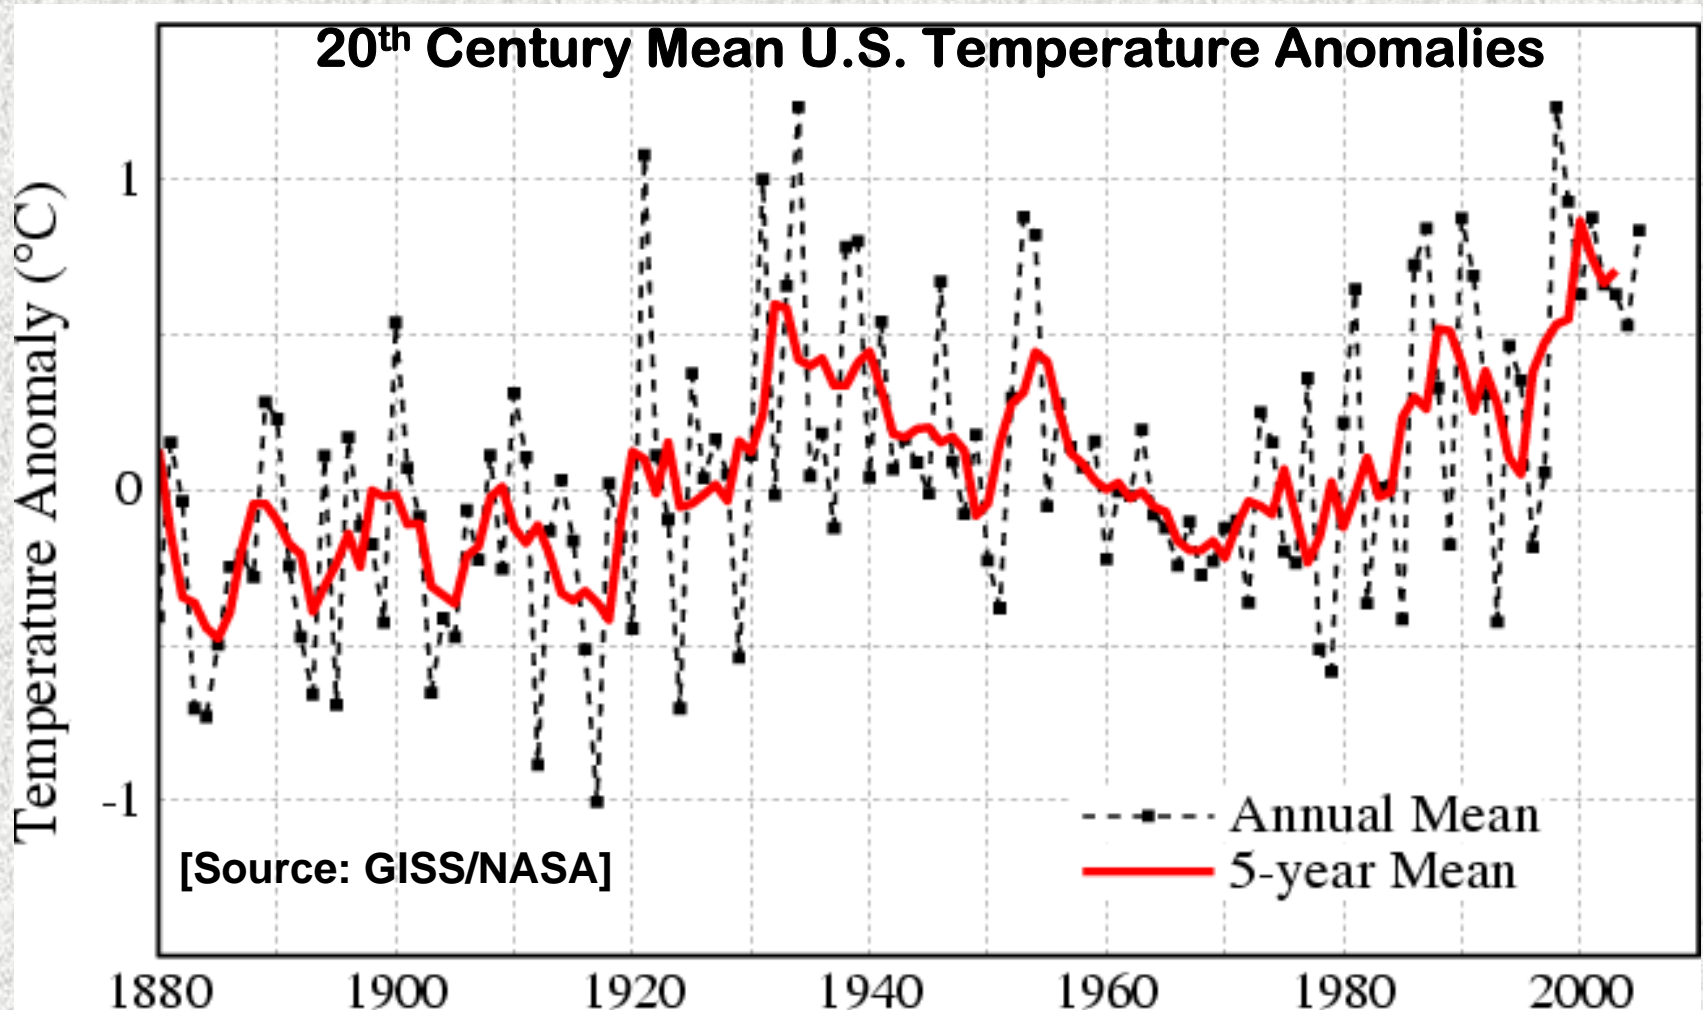 20th Century Mean U.S. Temperature Anomalies
Temperature Anomaly (°C)
1
0
-1
Annual Mean
5-year Mean
[Source: GISS/NASA]
1880 1900 1920 1940 1960 1980 2000